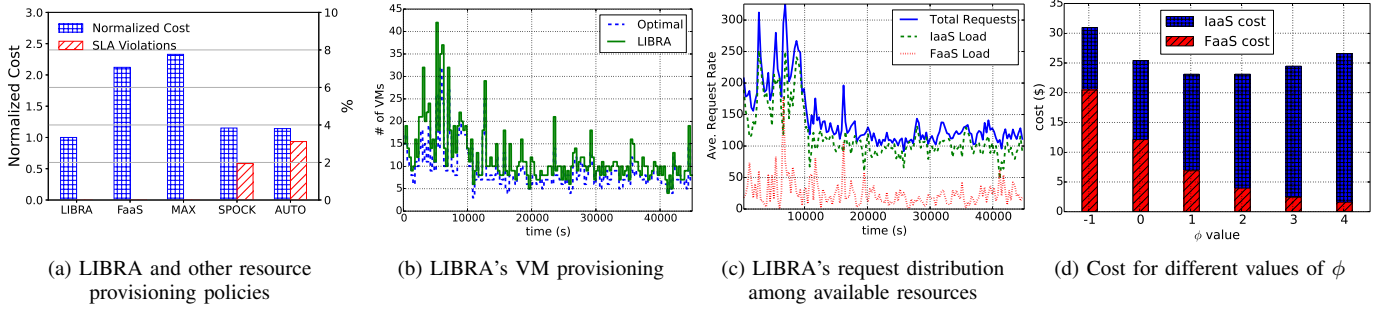 Normalized Cost
SLA Violations
Normalized Cost
3.0
2.5
2.0
1.5
1.0
0.5
0.0
10
8
6
4
2
0
%
LIBRA FaaS MAX SPOCK AUTO
(a) LIBRA and other resource
provisioning policies
Optimal
LIBRA
# of VMs
45
40
35
30
25
20
15
10
5
0
0 10000 20000 30000 40000
time (s)
(b) LIBRA's VM provisioning
Total Requests
IaaS Load
FaaS Load
Ave. Request Rate
300
250
200
150
100
50
0
0 10000 20000 30000 40000
time (s)
(c) LIBRA's request distribution
among available resources
IaaS cost
FaaS cost
cost ($)
35
30
25
20
15
10
5
0
-1 0 1 2 3 4
ϕ value
(d) Cost for different values of ϕ